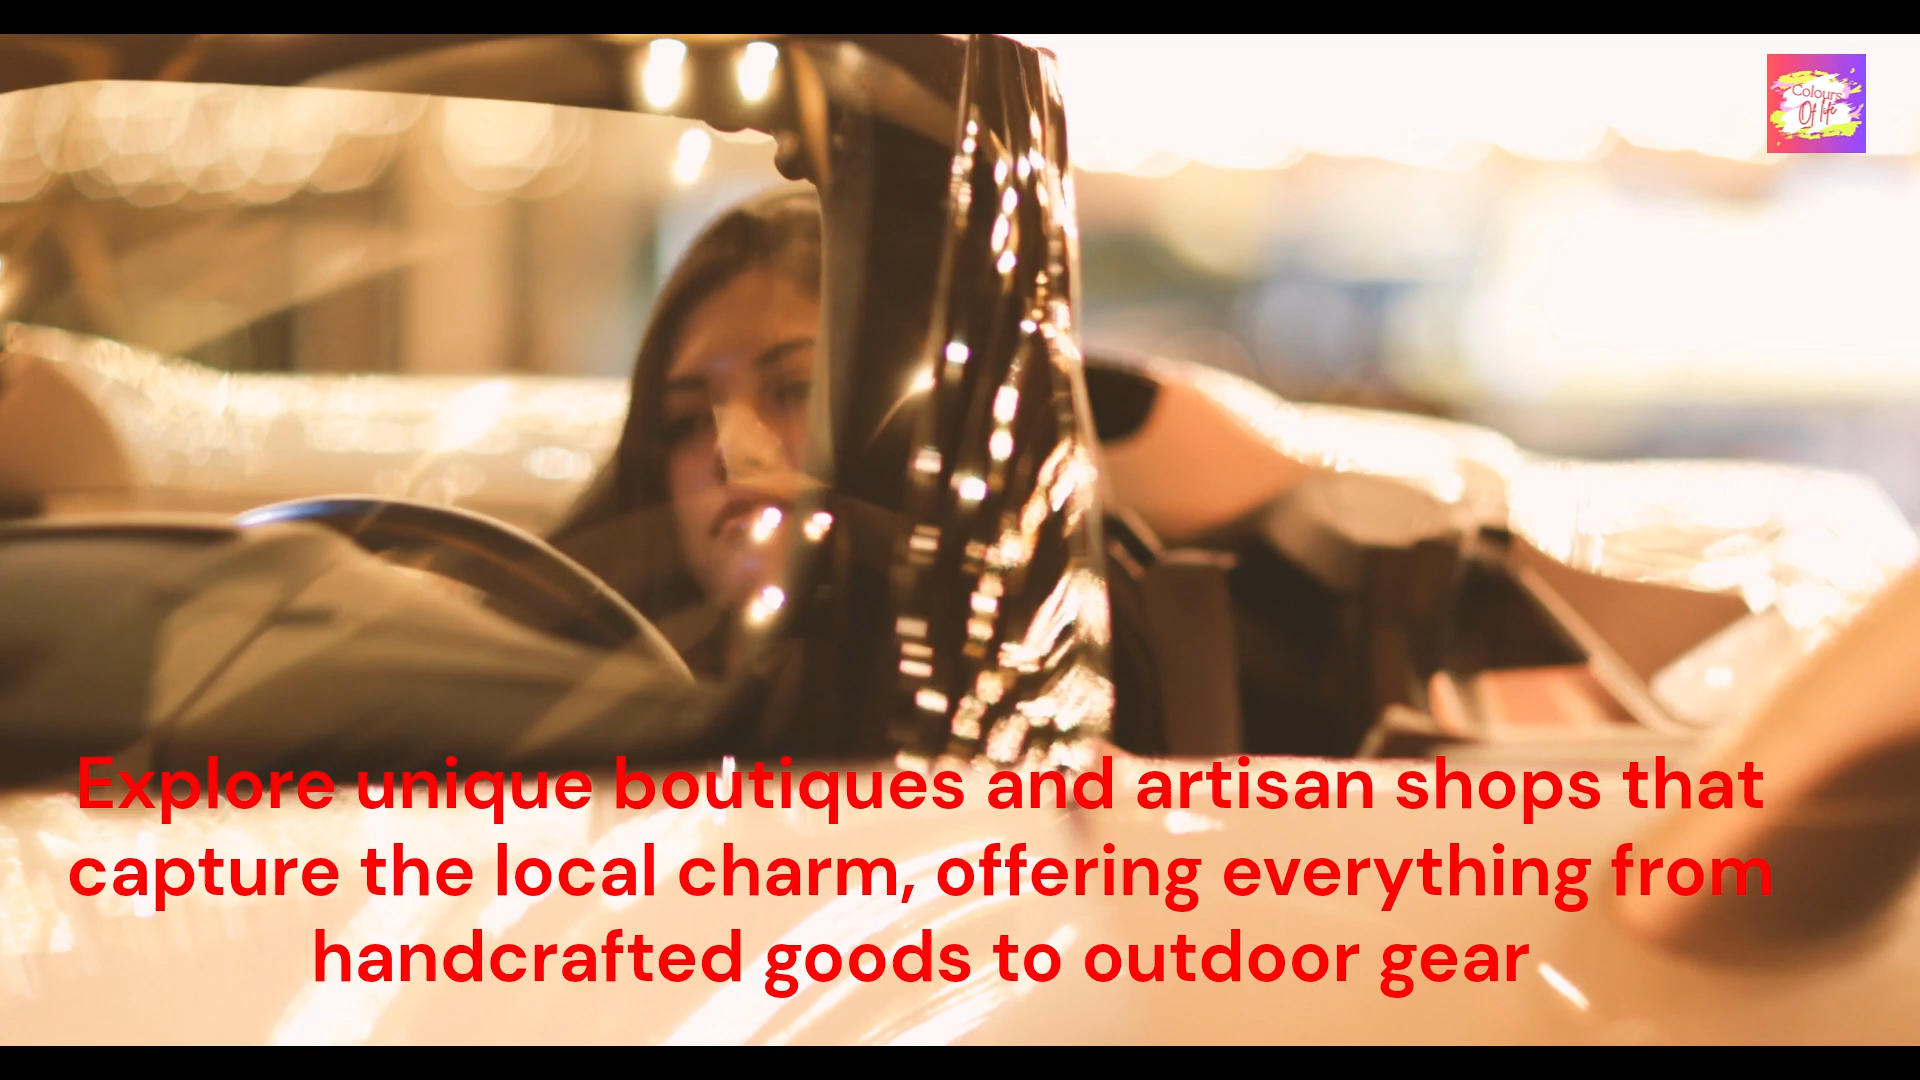 Colours
Of life
Explore unique boutiques and artisan shops that
capture the local charm, offering everything from
handcrafted goods to outdoor gear